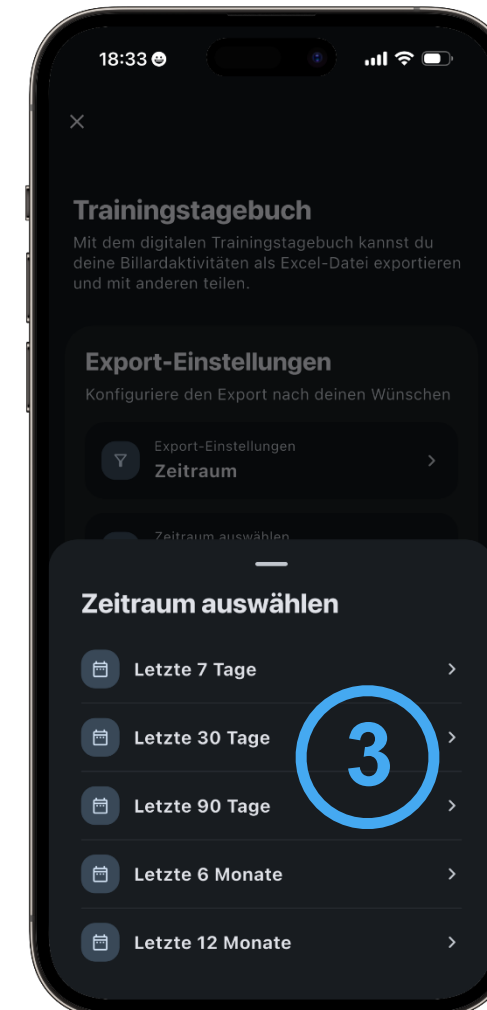 18:33
Trainingstagebuch
Mit dem digitalen Trainingstagebuch kannst du
deine Billardaktivitäten als Excel-Datei exportieren
und mit anderen teilen.
Export-Einstellungen
Konfiguriere den Export nach deinen Wünschen
Export-Einstellungen
Zeitraum
Zeitraum auswählen
Zeitraum auswählen
Letzte 7 Tage
Letzte 30 Tage
3
Letzte 90 Tage
Letzte 6 Monate
Letzte 12 Monate